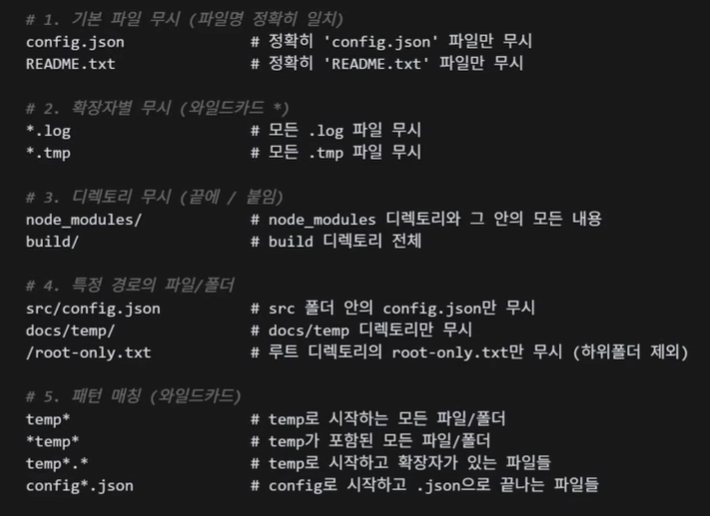 # 1. 기본 파일 무시 (파일명 정확히 일치)
config.json # 정확히 'config.json' 파일만 무시
README.txt # 정확히 'README.txt' 파일만 무시
# 2. 확장자별 무시 (와일드카드 *)
*.log # 모든 .log 파일 무시
*.tmp # 모든 .tmp 파일 무시
# 3. 디렉토리 무시 (끝에 / 붙임)
node_modules/ # node_modules 디렉토리와 그 안의 모든 내용
build/ # build 디렉토리 전체
# 4. 특정 경로의 파일/폴더
src/config.json # src 폴더 안의 config.json만 무시
docs/temp/ # docs/temp 디렉토리만 무시
/root-only.txt # 루트 디렉토리의 root-only.txt만 무시 (하위폴더 제외)
# 5. 패턴 매칭 (와일드카드)
temp* # temp로 시작하는 모든 파일/폴더
*temp* # temp가 포함된 모든 파일/폴더
temp*.* # temp로 시작하고 확장자가 있는 파일들
config*.json # config로 시작하고 .json으로 끝나는 파일들